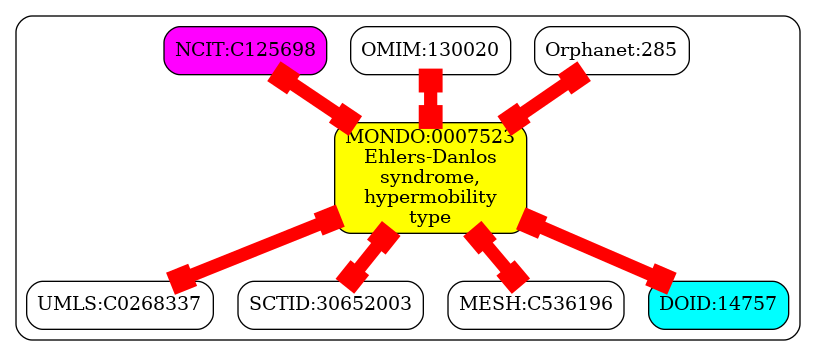 NCIT:C125698
OMIM:130020
Orphanet:285
MONDO:0007523
Ehlers-Danlos
syndrome,
hypermobility
type
UMLS:C0268337
SCTID:30652003
MESH:C536196
DOID:14757